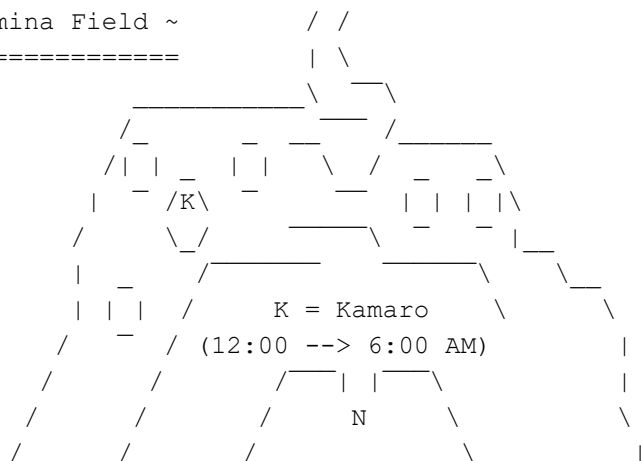 mina Field ~
K
K = Kamaro
(12:00 --> 6:00 AM)
N